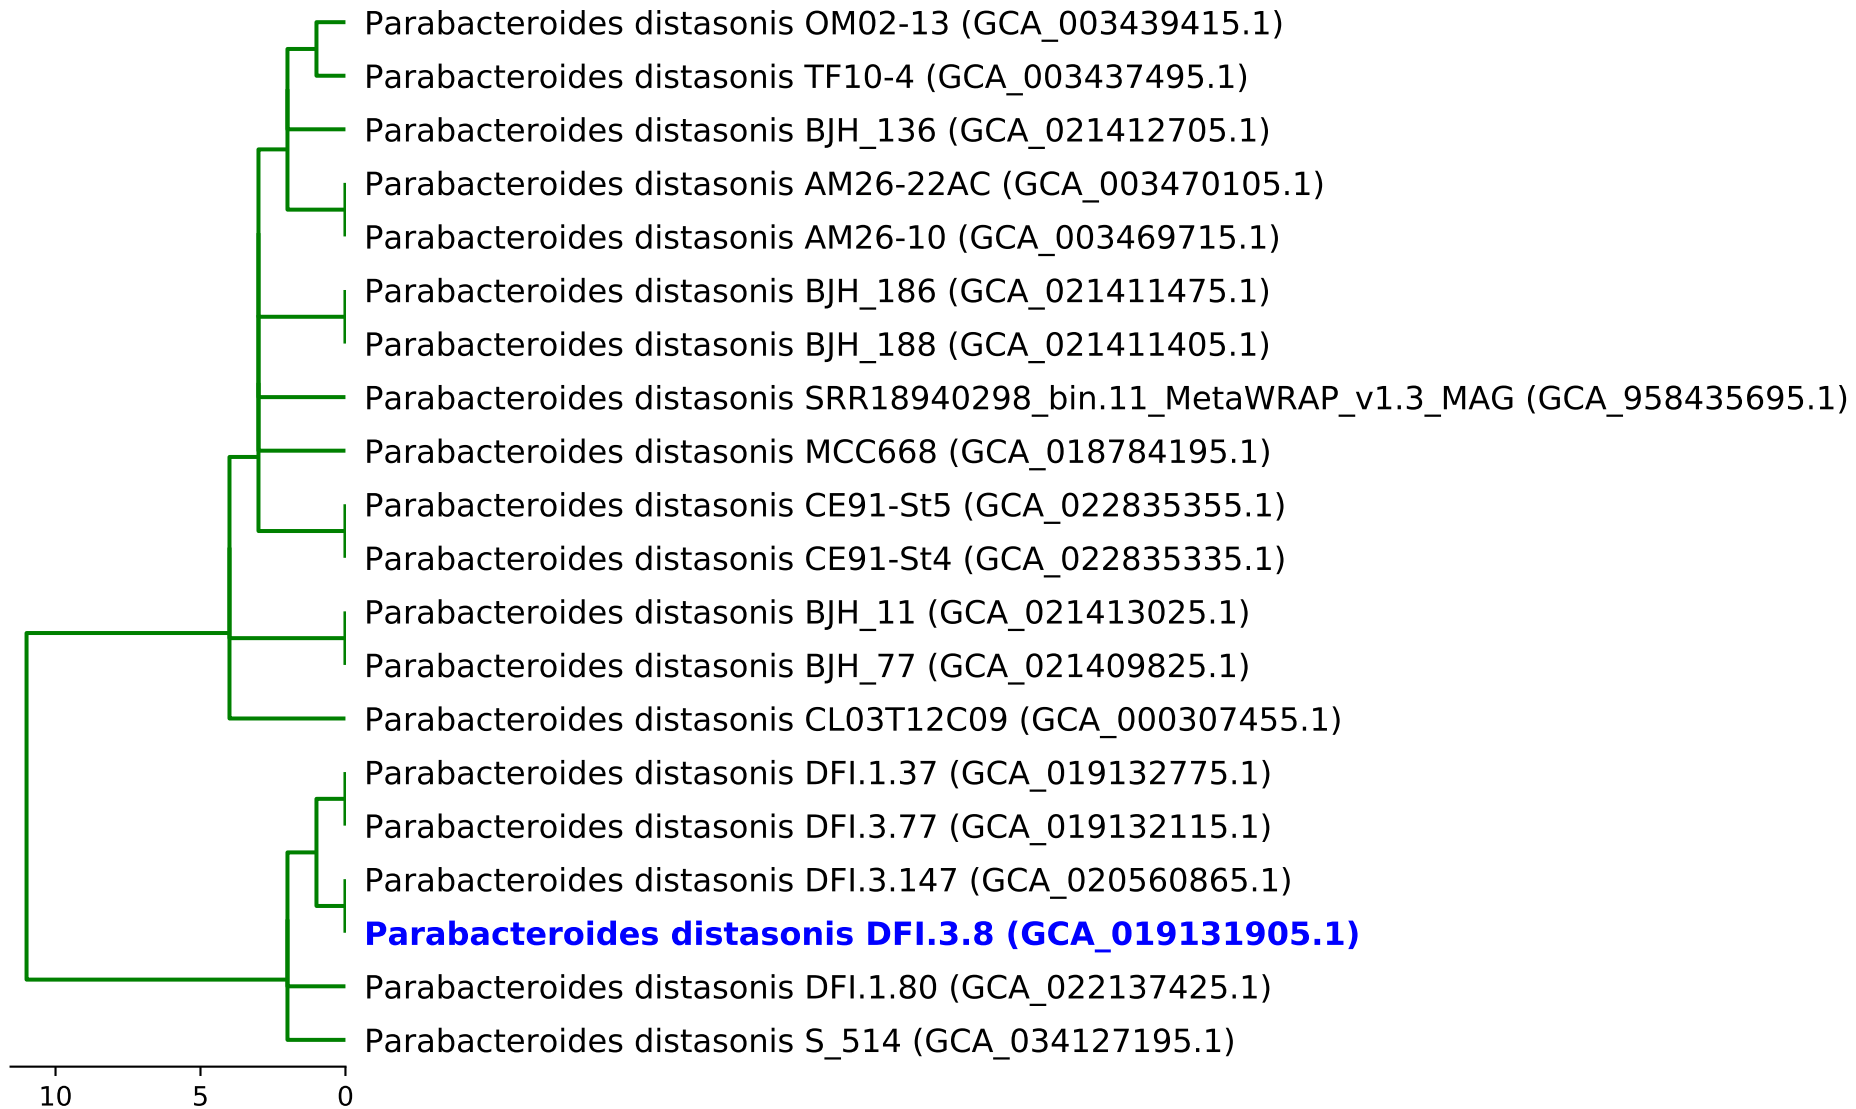 Parabacteroides distasonis OM02-13 (GCA_003439415.1)
Parabacteroides distasonis TF10-4 (GCA_003437495.1)
Parabacteroides distasonis BJH_136 (GCA_021412705.1)
Parabacteroides distasonis AM26-22AC (GCA_003470105.1)
Parabacteroides distasonis AM26-10 (GCA_003469715.1)
Parabacteroides distasonis BJH_186 (GCA_021411475.1)
Parabacteroides distasonis BJH_188 (GCA_021411405.1)
Parabacteroides distasonis SRR18940298_bin.11_MetaWRAP_v1.3_MAG (GCA_958435695.1)
Parabacteroides distasonis MCC668 (GCA_018784195.1)
Parabacteroides distasonis CE91-St5 (GCA_022835355.1)
Parabacteroides distasonis CE91-St4 (GCA_022835335.1)
Parabacteroides distasonis BJH_11 (GCA_021413025.1)
Parabacteroides distasonis BJH_77 (GCA_021409825.1)
Parabacteroides distasonis CL03T12C09 (GCA_000307455.1)
Parabacteroides distasonis DFI.1.37 (GCA_019132775.1)
Parabacteroides distasonis DFI.3.77 (GCA_019132115.1)
Parabacteroides distasonis DFI.3.147 (GCA_020560865.1)
Parabacteroides distasonis DFI.3.8 (GCA_019131905.1)
Parabacteroides distasonis DFI.1.80 (GCA_022137425.1)
Parabacteroides distasonis S_514 (GCA_034127195.1)
10 5 0